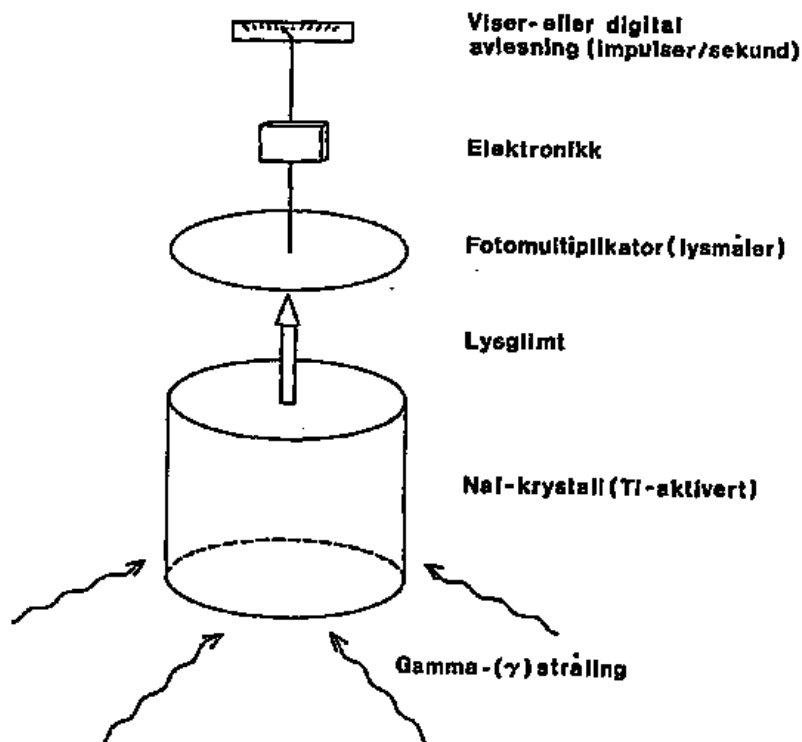 Viser- eller digital
avlesning (impulser/sekund)
Elektronikk
Fotomultiplikator (lysmåler)
Lysglimt
NaI-krystall (Tl-aktivert)
Gamma-(γ) stråling